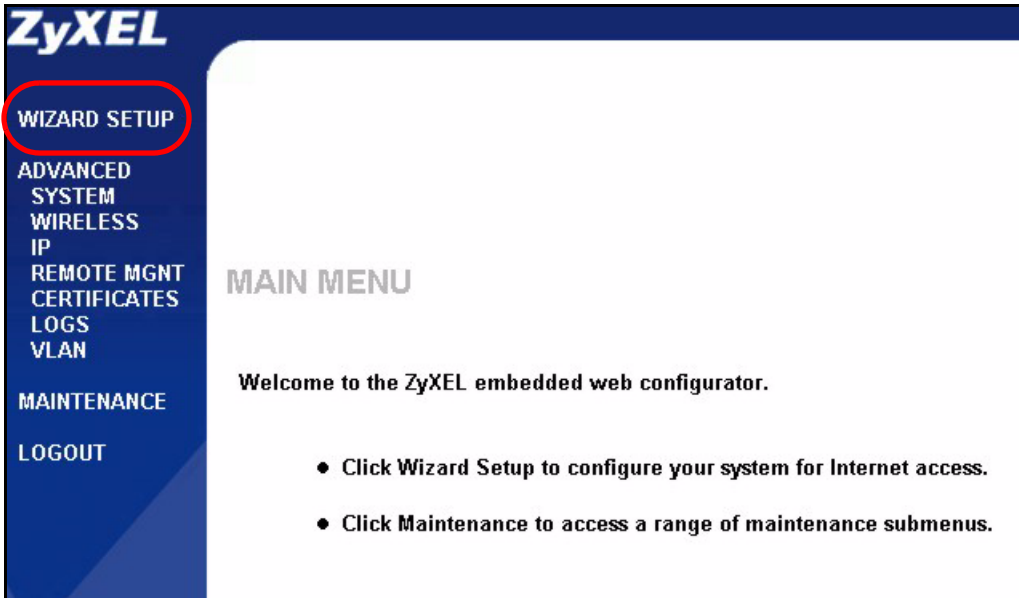 ZyXEL
WIZARD SETUP
ADVANCED
SYSTEM
WIRELESS
IP
REMOTE MGNT
CERTIFICATES
LOGS
VLAN
MAINTENANCE
LOGOUT
MAIN MENU
Welcome to the ZyXEL embedded web configurator.
● Click Wizard Setup to configure your system for Internet access.
● Click Maintenance to access a range of maintenance submenus.